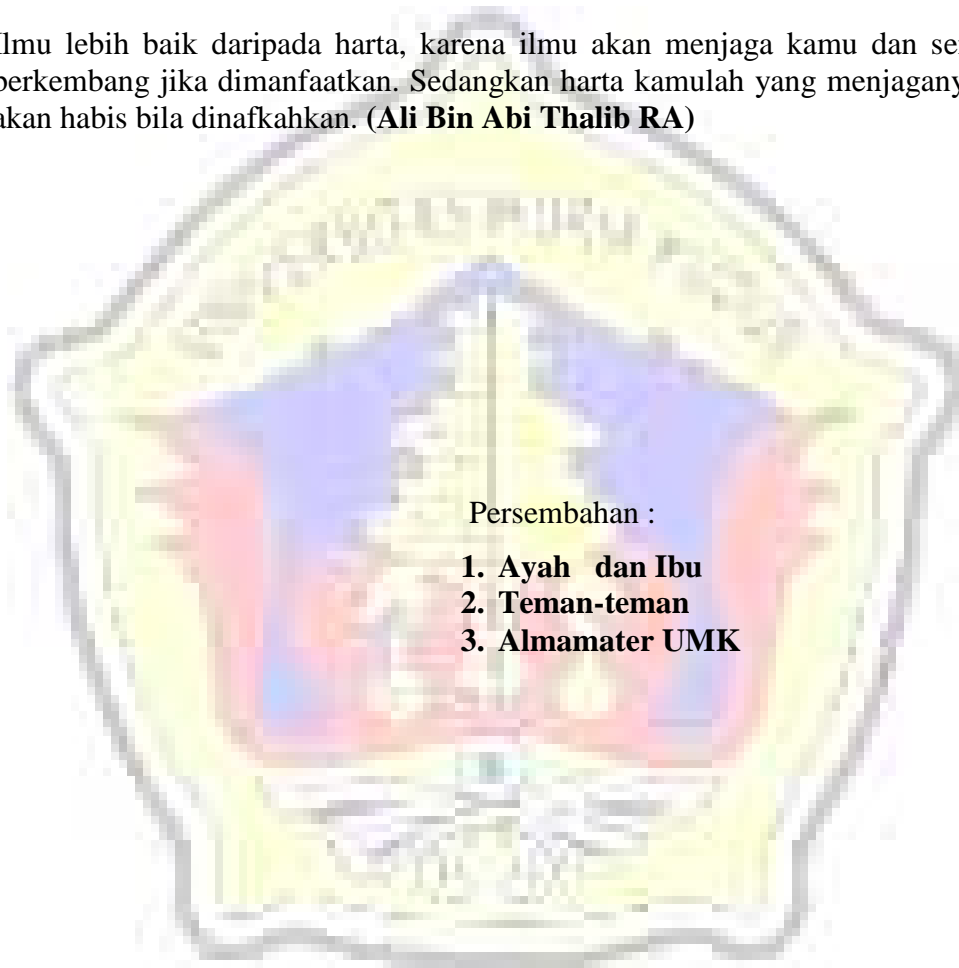 Ilmu lebih baik daripada harta, karena ilmu akan menjaga kamu dan
berkembang jika dimanfaatkan. Sedangkan harta kamulah yang
akan habis bila dinafkahkan. (Ali Bin Abi Thalib RA)
Persembahan :
1. Ayah dan Ibu
2. Teman-teman
3. Almamater UMK